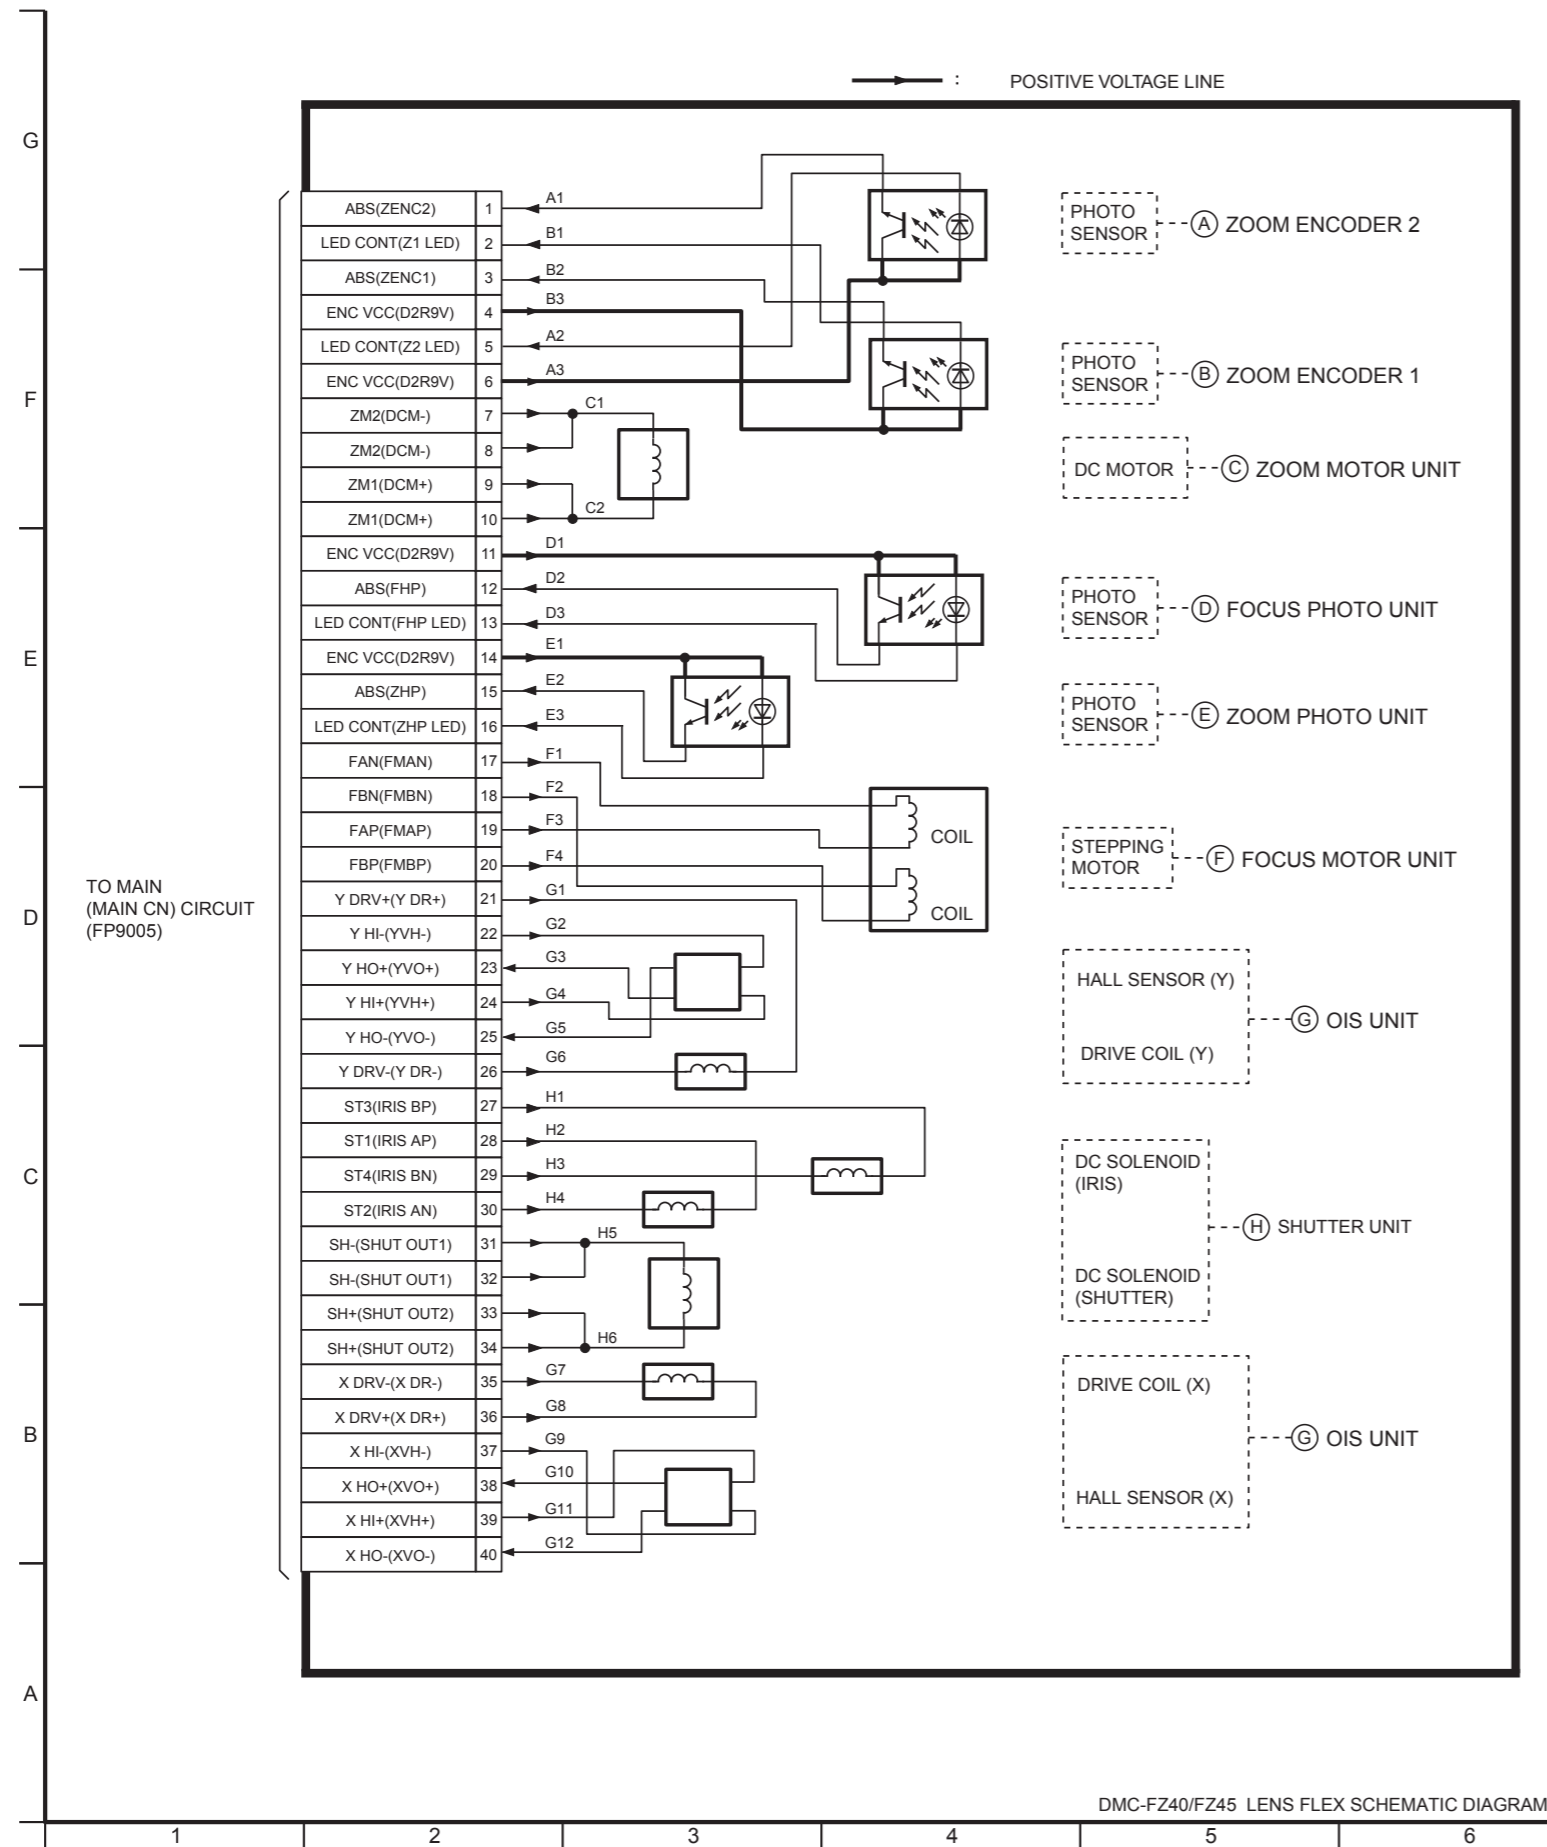 : POSITIVE VOLTAGE LINE
G
F
E
D
C
B
A
TO MAIN
(MAIN CN) CIRCUIT
(FP9005)
ABS(ZENC2) 1 A1
LED CONT(Z1 LED) 2 B1
ABS(ZENC1) 3 B2
ENC VCC(D2R9V) 4 B3
LED CONT(Z2 LED) 5 A2
ENC VCC(D2R9V) 6 A3
ZM2(DCM-) 7 C1
ZM2(DCM-) 8
ZM1(DCM+) 9
ZM1(DCM+) 10 C2
ENC VCC(D2R9V) 11 D1
ABS(FHP) 12 D2
LED CONT(FHP LED) 13 D3
ENC VCC(D2R9V) 14 E1
ABS(ZHP) 15 E2
LED CONT(ZHP LED) 16 E3
FAN(FMAN) 17 F1
FBN(FMBN) 18 F2
FAP(FMAP) 19 F3
FBP(FMBP) 20 F4
Y DRV+(Y DR+) 21 G1
Y HI-(YVH-) 22 G2
Y HO+(YVO+) 23 G3
Y HI+(YVH+) 24 G4
Y HO-(YVO-) 25 G5
Y DRV-(Y DR-) 26 G6
ST3(IRIS BP) 27 H1
ST1(IRIS AP) 28 H2
ST4(IRIS BN) 29 H3
ST2(IRIS AN) 30 H4
SH-(SHUT OUT1) 31 H5
SH-(SHUT OUT1) 32
SH+(SHUT OUT2) 33
SH+(SHUT OUT2) 34 H6
X DRV-(X DR-) 35 G7
X DRV+(X DR+) 36 G8
X HI-(XVH-) 37 G9
X HO+(XVO+) 38 G10
X HI+(XVH+) 39 G11
X HO-(XVO-) 40 G12
COIL
COIL
PHOTO
SENSOR
A ZOOM ENCODER 2
PHOTO
SENSOR
B ZOOM ENCODER 1
DC MOTOR C ZOOM MOTOR UNIT
PHOTO
SENSOR
D FOCUS PHOTO UNIT
PHOTO
SENSOR
E ZOOM PHOTO UNIT
STEPPING
MOTOR
F FOCUS MOTOR UNIT
HALL SENSOR (Y)
DRIVE COIL (Y)
G OIS UNIT
DC SOLENOID
(IRIS)
DC SOLENOID
(SHUTTER)
H SHUTTER UNIT
DRIVE COIL (X)
HALL SENSOR (X)
G OIS UNIT
DMC-FZ40/FZ45 LENS FLEX SCHEMATIC DIAGRAM
1 2 3 4 5 6